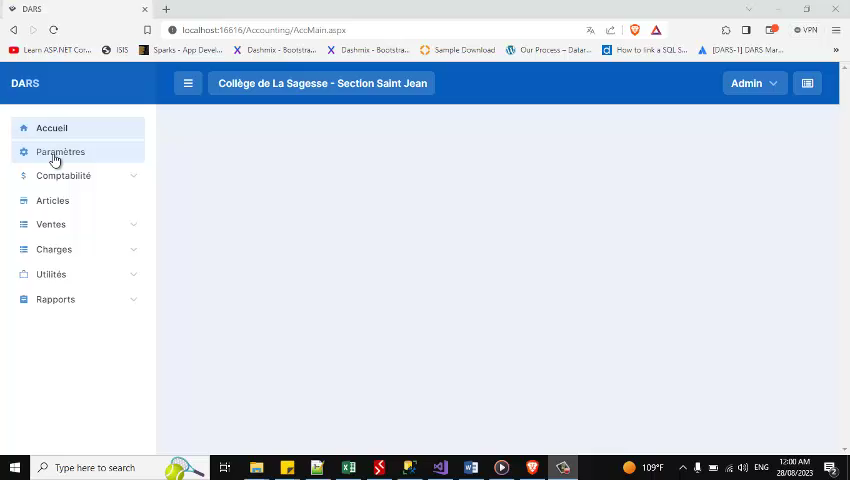 DARS
localhost:16616/Accounting/AccMain.aspx
VPN
Learn ASP.NET Cor...
ISIS
Sparks - App Devel...
Dashmix - Bootstra...
Dashmix - Bootstra...
Sample Download
Our Process – Datar...
How to link a SQL S...
[DARS-1] DARS Mar...
DARS
Collège de La Sagesse - Section Saint Jean
Admin
Accueil
Paramètres
Comptabilité
Articles
Ventes
Charges
Utilités
Rapports
Type here to search
109°F
ENG
12:00 AM
28/08/2023
2